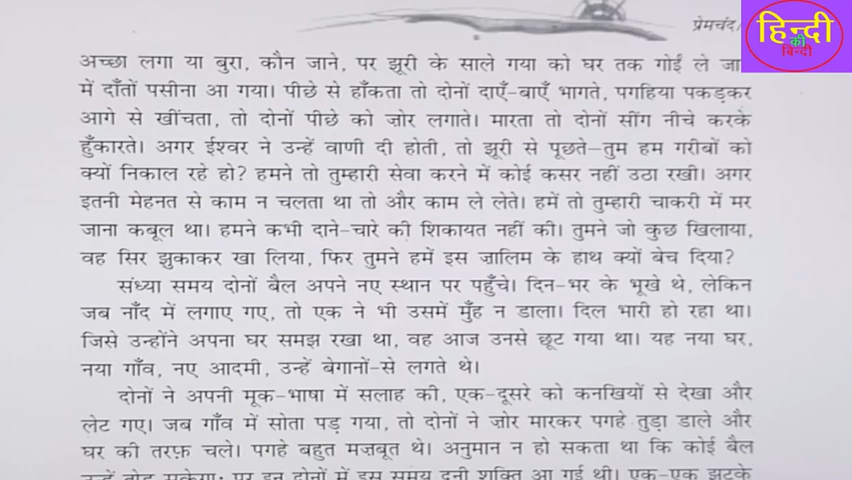 प्रेमचंद/
हिन्दी
की
बिन्दी
अच्छा लगा या बुरा, कौन जाने, पर झूरी के साले गया को घर तक गोईं ले जा
में दाँतों पसीना आ गया। पीछे से हाँकता तो दोनों दाएँ-बाएँ भागते, पगहिया पकड़कर
आगे से खींचता, तो दोनों पीछे को ज़ोर लगाते। मारता तो दोनों सींग नीचे करके
हुँकारते। अगर ईश्वर ने उन्हें वाणी दी होती, तो झूरी से पूछते–तुम हम गरीबों को
क्यों निकाल रहे हो? हमने तो तुम्हारी सेवा करने में कोई कसर नहीं उठा रखी। अगर
इतनी मेहनत से काम न चलता था तो और काम ले लेते। हमें तो तुम्हारी चाकरी में मर
जाना कबूल था। हमने कभी दाने-चारे की शिकायत नहीं की। तुमने जो कुछ खिलाया,
वह सिर झुकाकर खा लिया, फिर तुमने हमें इस ज़ालिम के हाथ क्यों बेच दिया?
संध्या समय दोनों बैल अपने नए स्थान पर पहुँचे। दिन-भर के भूखे थे, लेकिन
जब नाँद में लगाए गए, तो एक ने भी उसमें मुँह न डाला। दिल भारी हो रहा था।
जिसे उन्होंने अपना घर समझ रखा था, वह आज उनसे छूट गया था। यह नया घर,
नया गाँव, नए आदमी, उन्हें बेगानों-से लगते थे।
दोनों ने अपनी मूक-भाषा में सलाह की, एक-दूसरे को कनखियों से देखा और
लेट गए। जब गाँव में सोता पड़ गया, तो दोनों ने ज़ोर मारकर पगहे तुड़ा डाले और
घर की तरफ़ चले। पगहे बहुत मज़बूत थे। अनुमान न हो सकता था कि कोई बैल
उन्हें तोड़ सकेगा; पर इन दोनों में इस समय दूनी शक्ति आ गई थी। एक-एक झटके